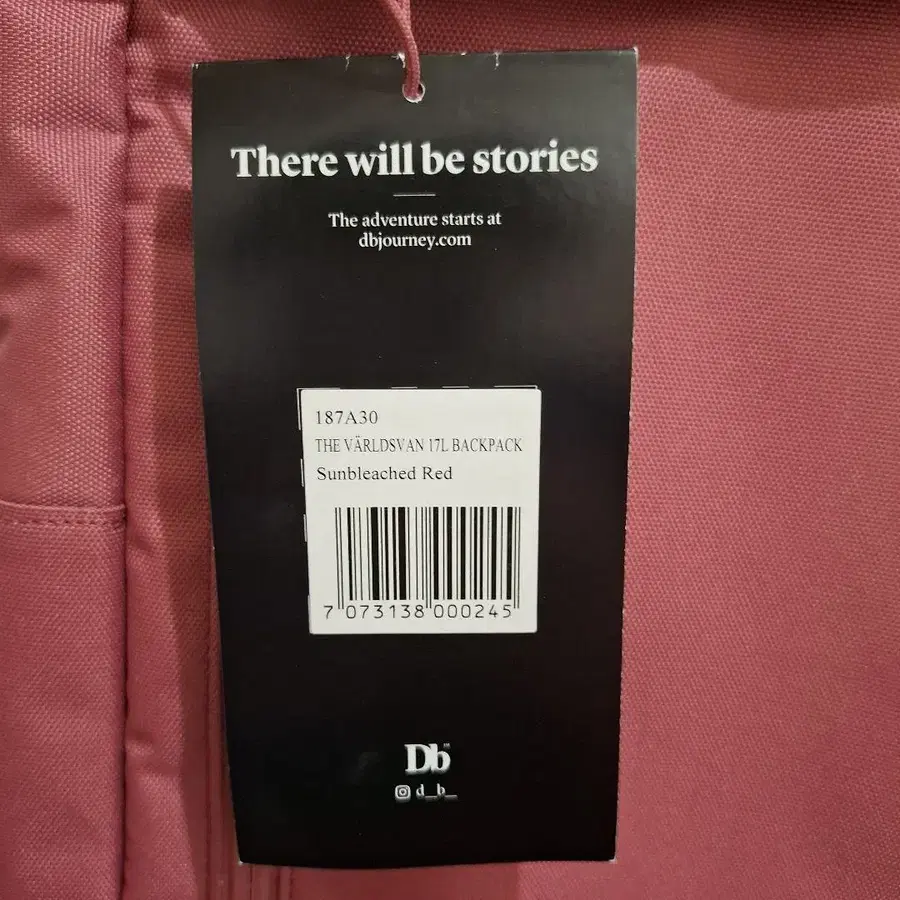 There will be stories
The adventure starts at
dbjourney.com
187A30
THE VÄRLDSVAN 17L BACKPACK
Sunbleached Red
7 073138 000245
Db
d_b_